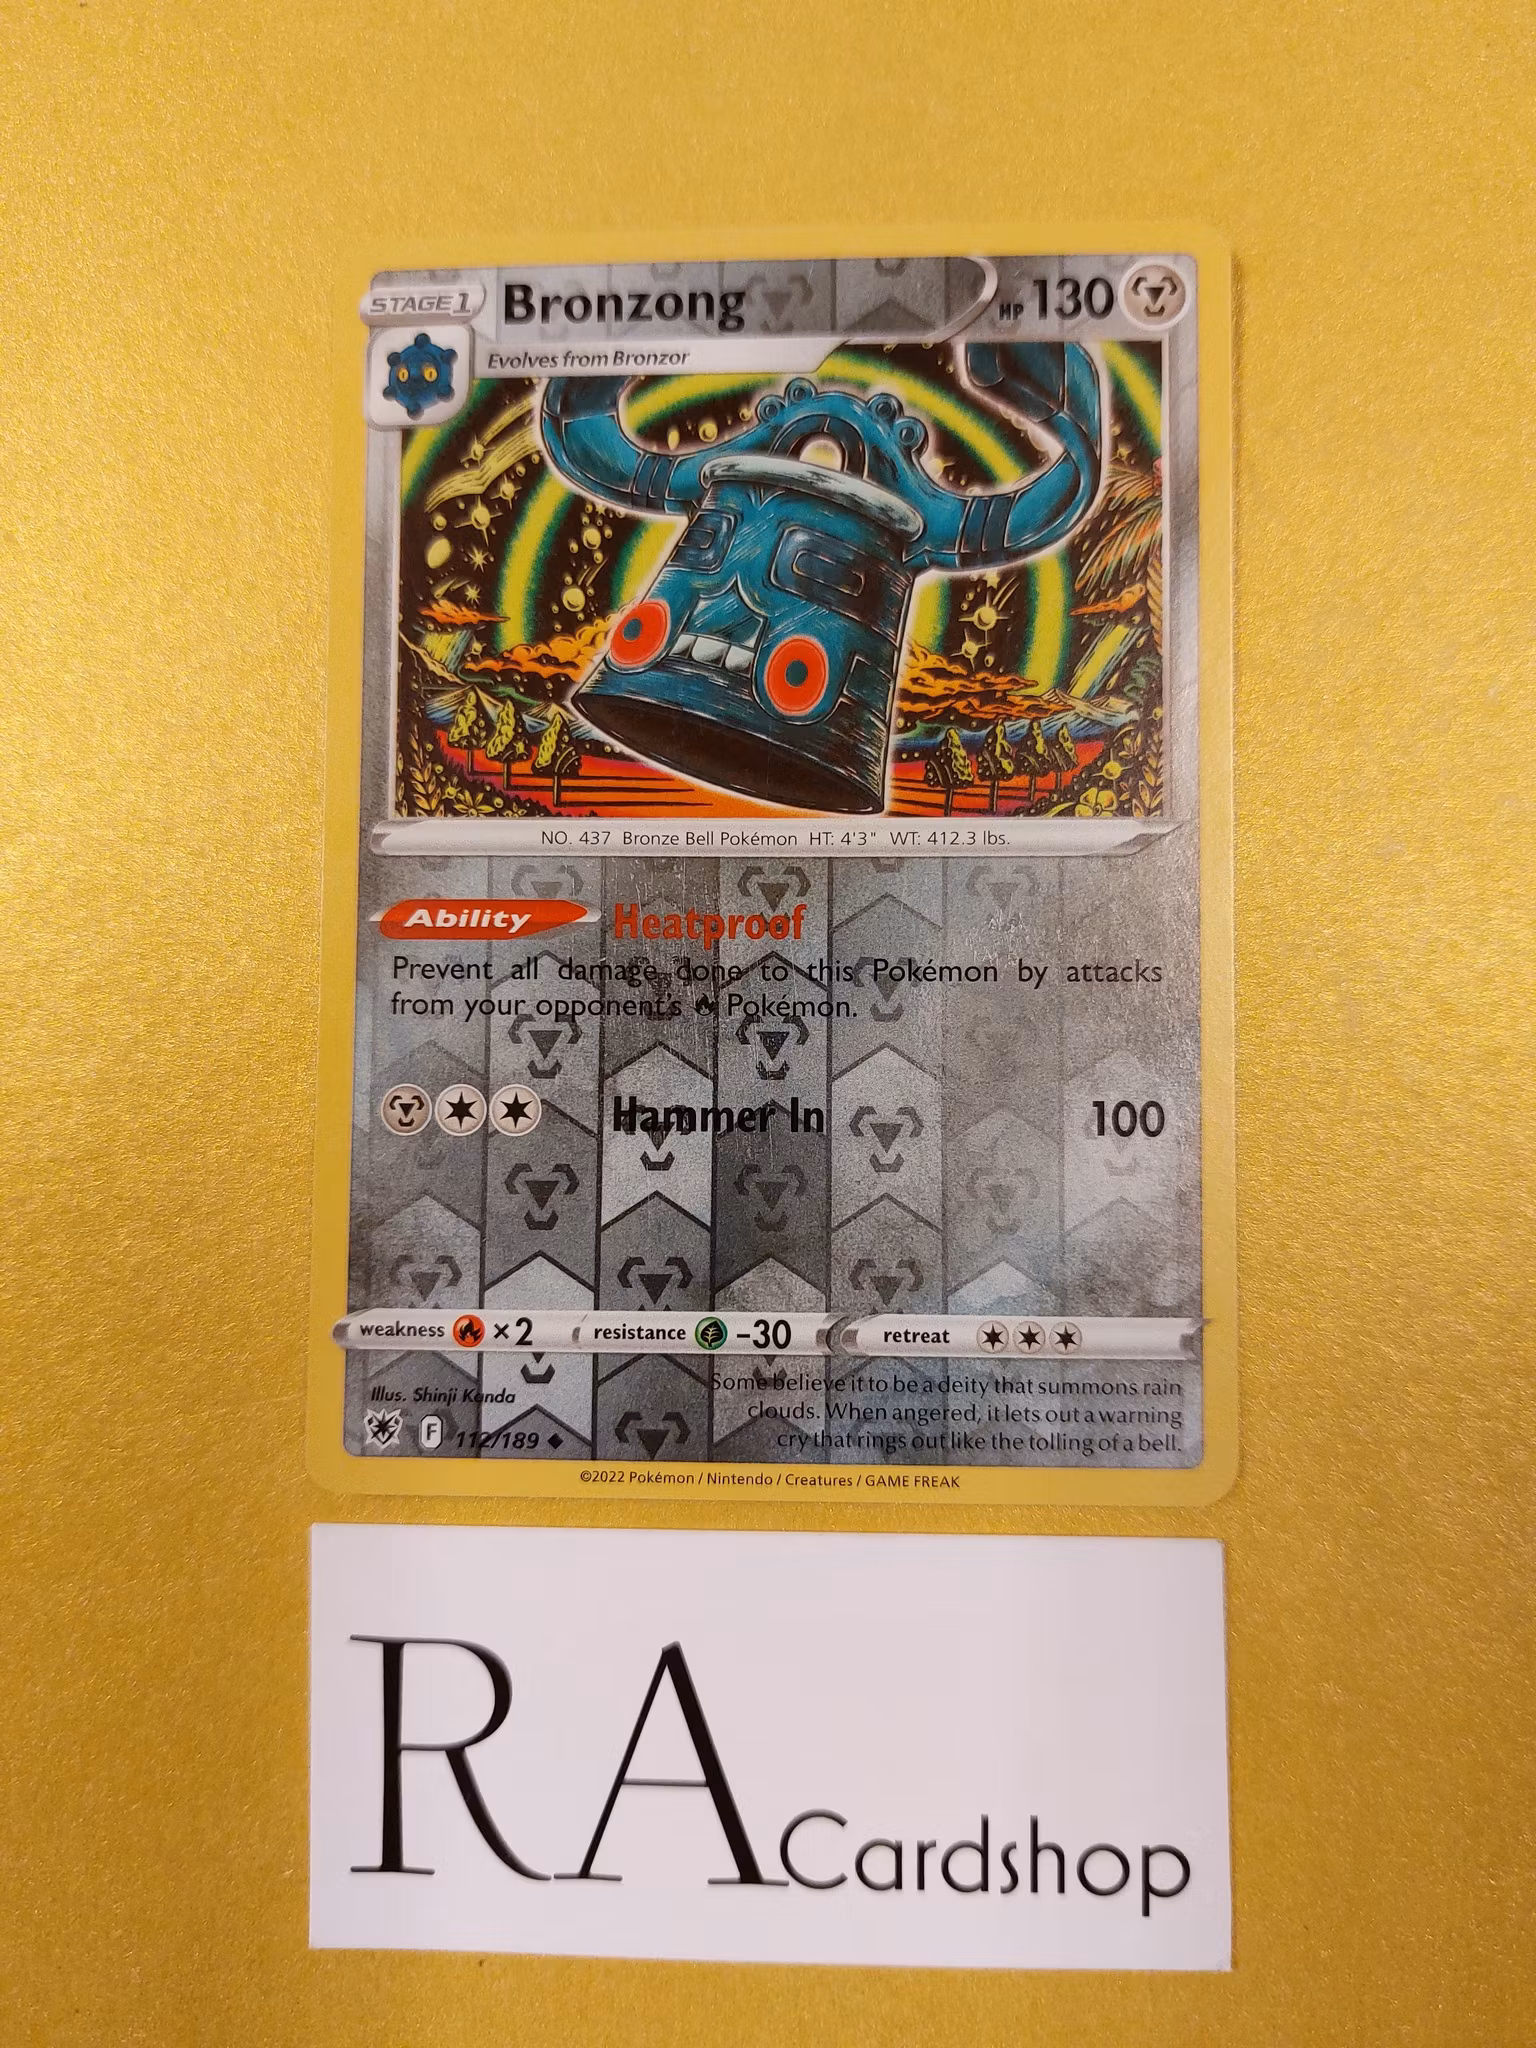 STAGE 1 Bronzong HP 130
Evolves from Bronzor
NO. 437 Bronze Bell Pokémon HT: 4'3" WT: 412.3 lbs.
Ability Heatproof
Prevent all damage done to this Pokémon by attacks
from your opponent's Pokémon.
Hammer In 100
weakness ×2 resistance -30 retreat
Illus. Shinji Kanda
F 112/189
Some believe it to be a deity that summons rain
clouds. When angered, it lets out a warning
cry that rings out like the tolling of a bell.
©2022 Pokémon / Nintendo / Creatures / GAME FREAK
RA Cardshop